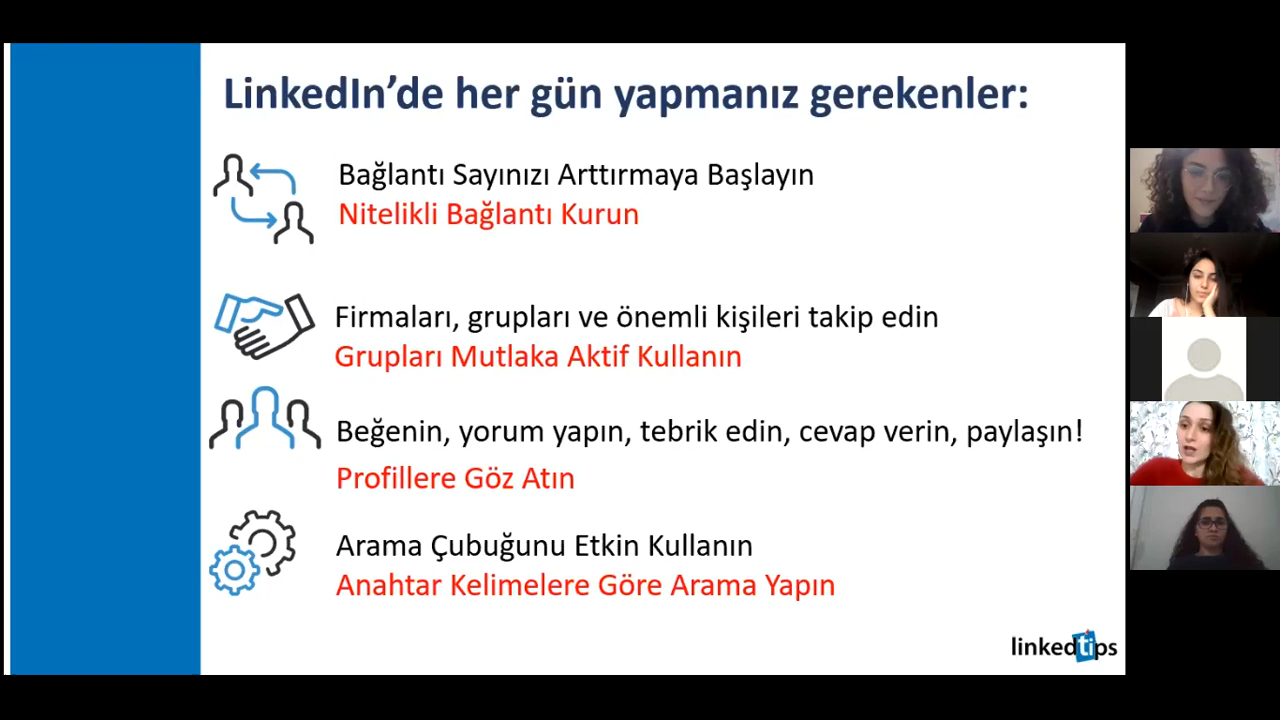 LinkedIn’de her gün yapmanız gerekenler:
Bağlantı Sayınızı Arttırmaya Başlayın
Nitelikli Bağlantı Kurun
Firmaları, grupları ve önemli kişileri takip edin
Grupları Mutlaka Aktif Kullanın
Beğenin, yorum yapın, tebrik edin, cevap verin, paylaşın!
Profillere Göz Atın
Arama Çubuğunu Etkin Kullanın
Anahtar Kelimelere Göre Arama Yapın
linkedtips